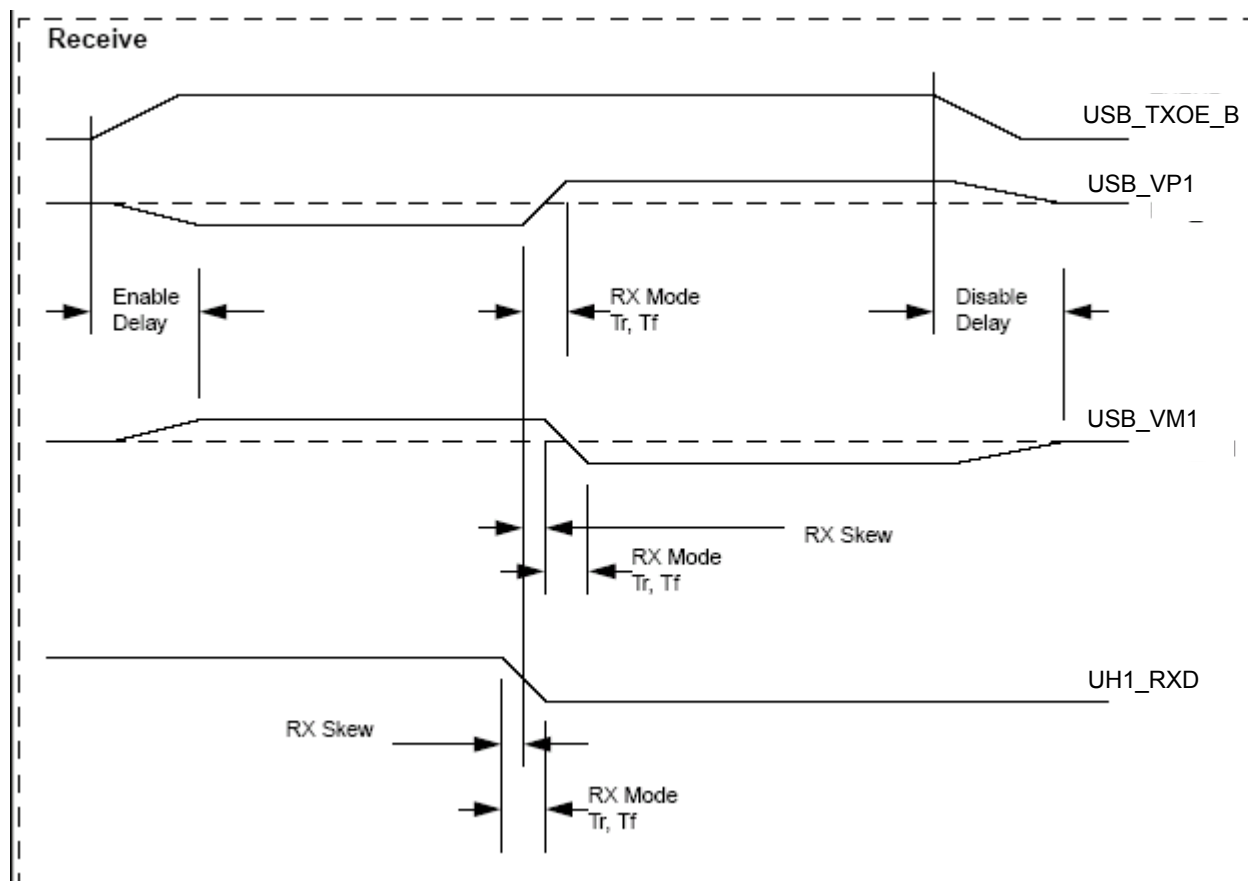 Receive
USB_TXOE_B
USB_VP1
Enable
Delay
RX Mode
Tr, Tf
Disable
Delay
USB_VM1
RX Skew
RX Mode
Tr, Tf
UH1_RXD
RX Skew
RX Mode
Tr, Tf